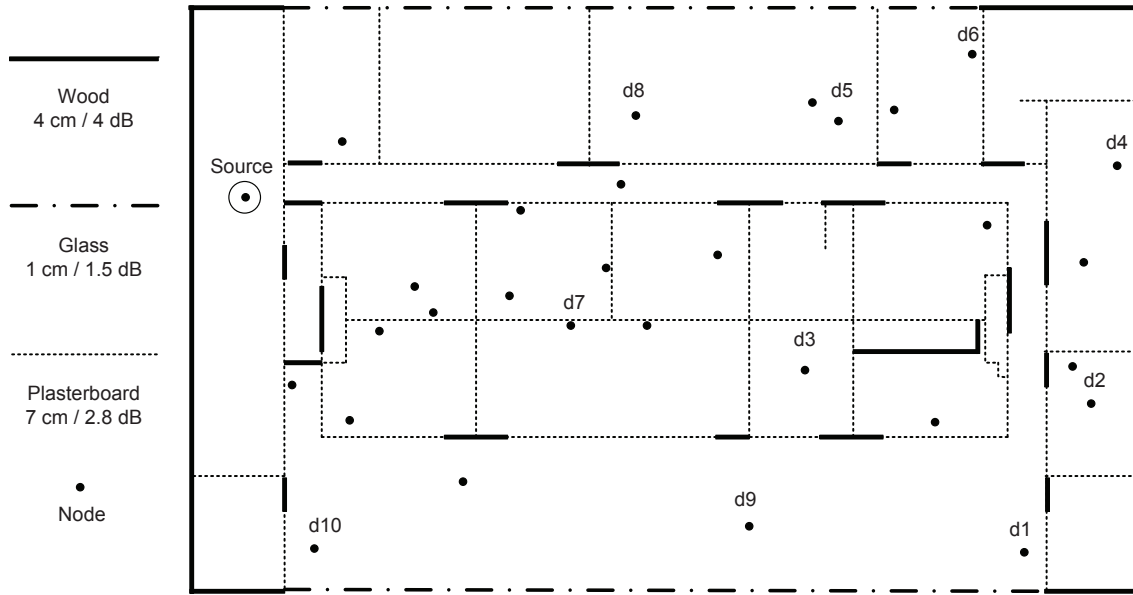 Wood
4 cm / 4 dB
Glass
1 cm / 1.5 dB
Plasterboard
7 cm / 2.8 dB
Node
Source
d6
d8
d5
d4
d7
d3
d2
d9
d10
d1